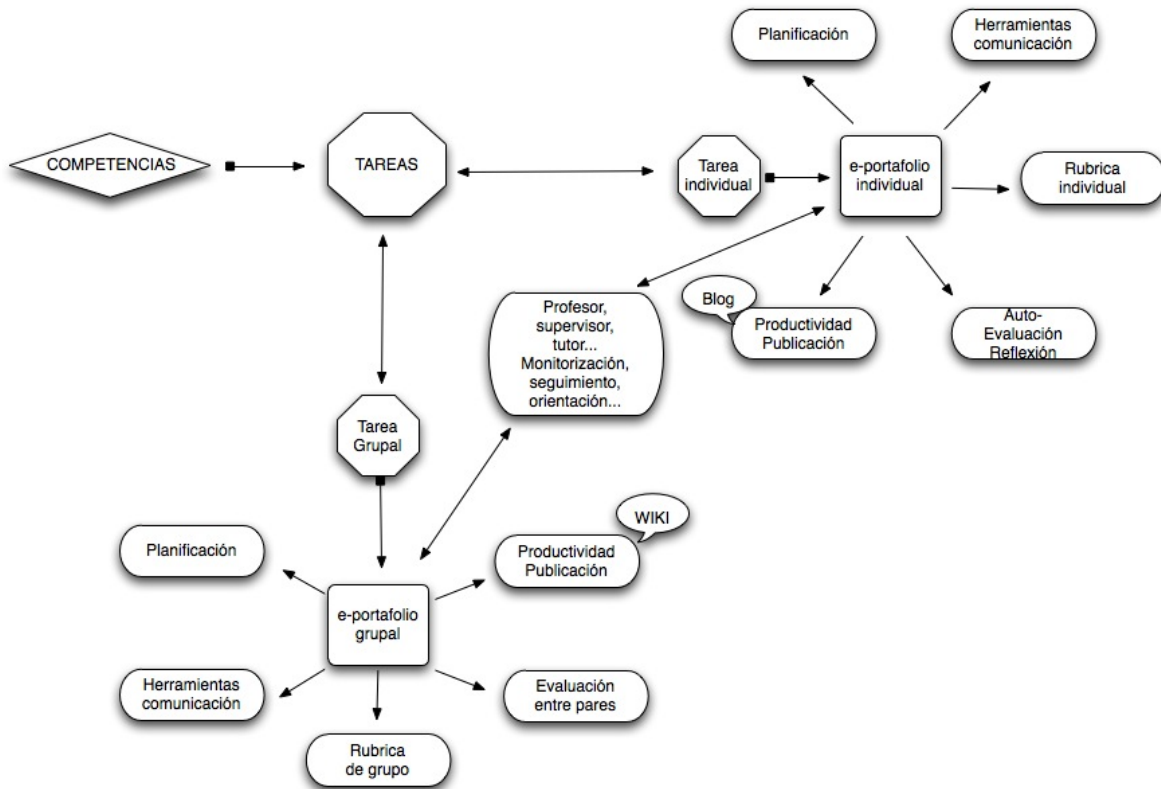 Planificación
Herramientas
comunicación
COMPETENCIAS
TAREAS
Tarea
individual
e-portafolio
individual
Rubrica
individual
Blog
Productividad
Publicación
Auto-
Evaluación
Reflexión
Profesor,
supervisor,
tutor...
Monitorización,
seguimiento,
orientación...
Tarea
Grupal
WIKI
Planificación
Productividad
Publicación
e-portafolio
grupal
Herramientas
comunicación
Evaluación
entre pares
Rubrica
de grupo